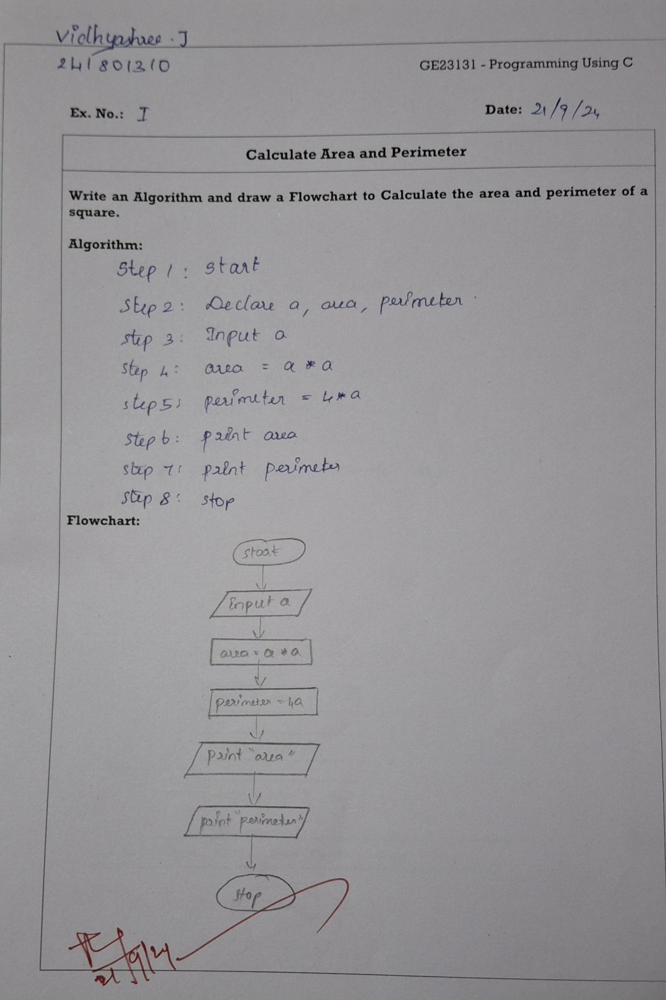 Vidhyashree . J
241801310
GE23131 - Programming Using C
Ex. No.: I
Date: 21/9/24
Calculate Area and Perimeter
Write an Algorithm and draw a Flowchart to Calculate the area and perimeter of a
square.
Algorithm:
Step 1: start
Step 2: Declare a, area, perimeter.
step 3: Input a
step 4: area = a * a
step 5: perimeter = 4*a
step 6: print area
step 7: print perimeter
step 8: stop
Flowchart:
start
Input a
area = a * a
perimeter = 4a
print "area"
print "perimeter"
stop
21/9/24